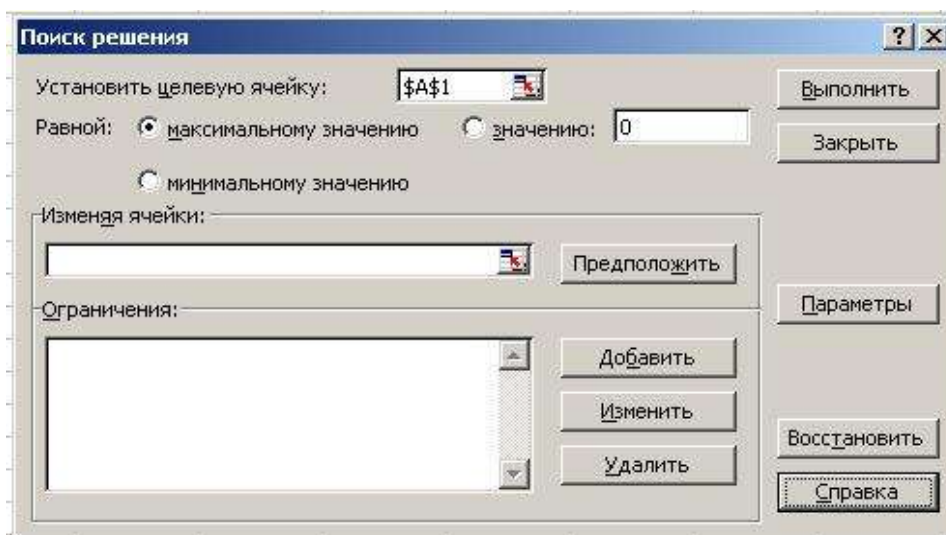 Поиск решения
Установить целевую ячейку: $A$1
Равной: максимальному значению значению: 0
минимальному значению
Изменяя ячейки:
Предположить
Ограничения:
Добавить
Изменить
Удалить
Выполнить
Закрыть
Параметры
Восстановить
Справка